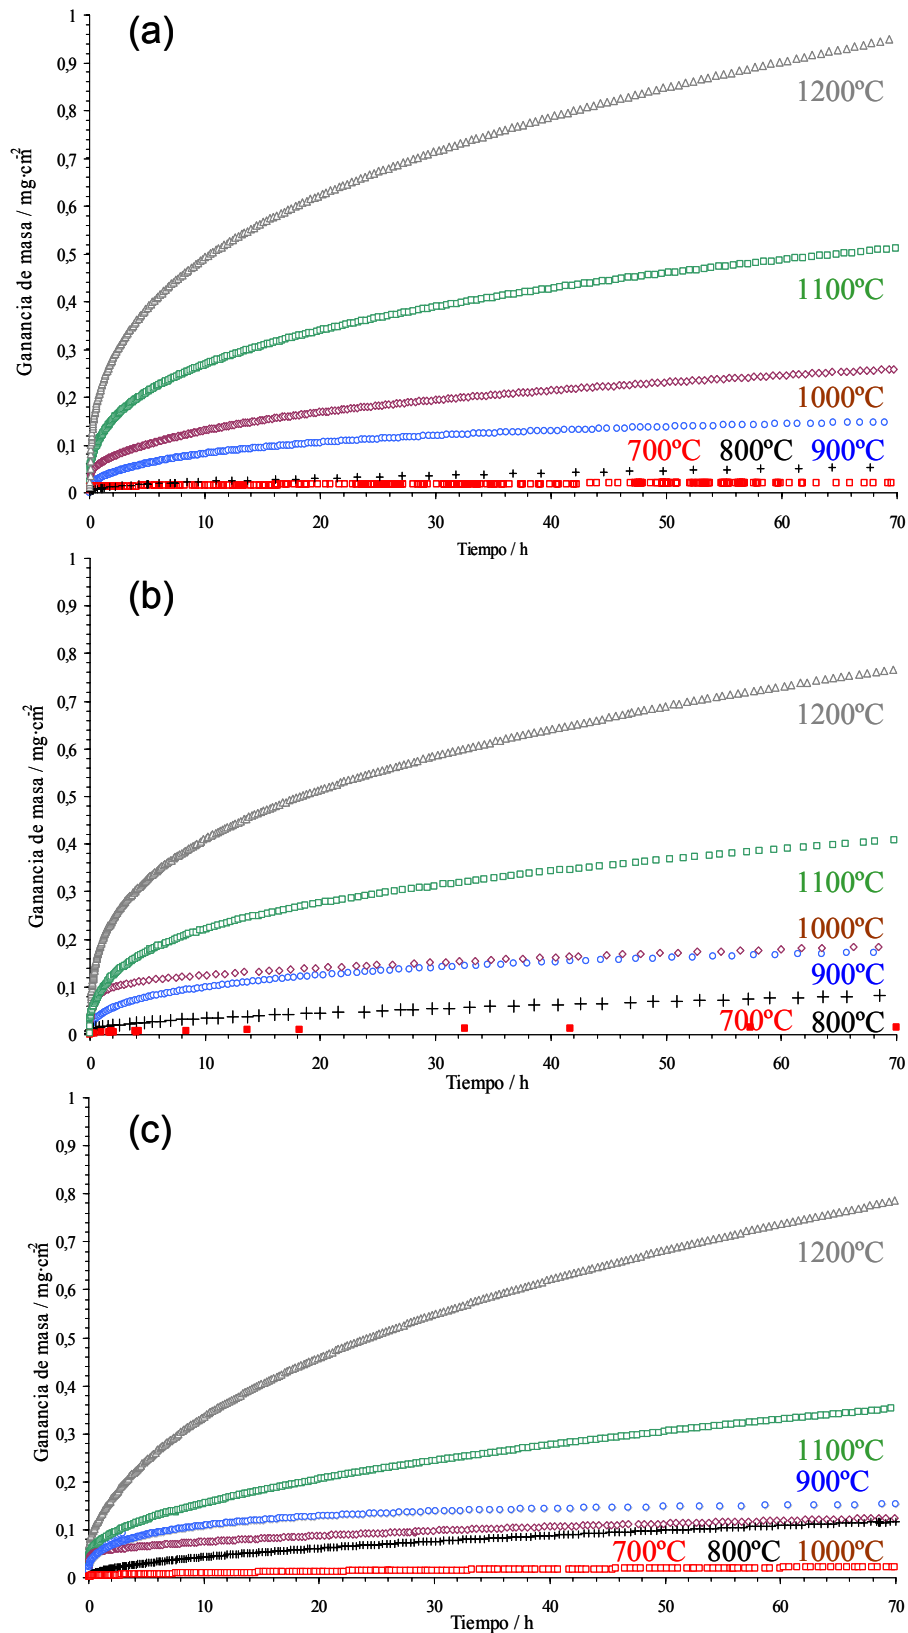 (a)
1
0,9
0,8
0,7
0,6
0,5
0,4
0,3
0,2
0,1
0
Ganancia de masa / mg·cm-2
1200ºC
1100ºC
1000ºC
700ºC 800ºC 900ºC
0 10 20 30 40 50 60 70
Tiempo / h
(b)
1
0,9
0,8
0,7
0,6
0,5
0,4
0,3
0,2
0,1
0
Ganancia de masa / mg·cm-2
1200ºC
1100ºC
1000ºC
900ºC
700ºC 800ºC
0 10 20 30 40 50 60 70
Tiempo / h
(c)
1
0,9
0,8
0,7
0,6
0,5
0,4
0,3
0,2
0,1
0
Ganancia de masa / mg·cm-2
1200ºC
1100ºC
900ºC
700ºC 800ºC 1000ºC
0 10 20 30 40 50 60 70
Tiempo / h